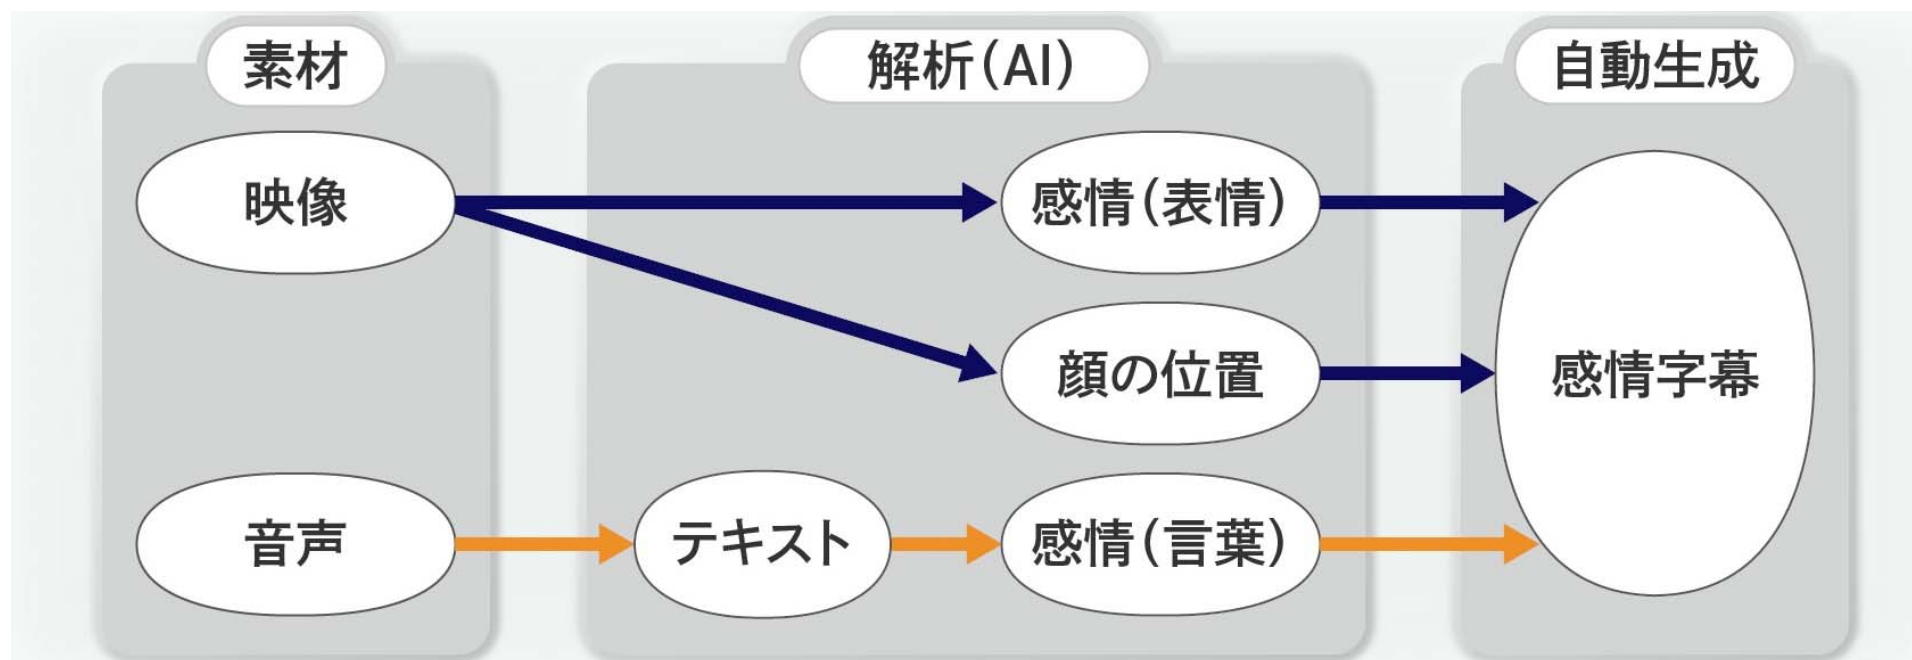 素材
解析(AI)
自動生成
映像
感情(表情)
顔の位置
感情字幕
音声
テキスト
感情(言葉)